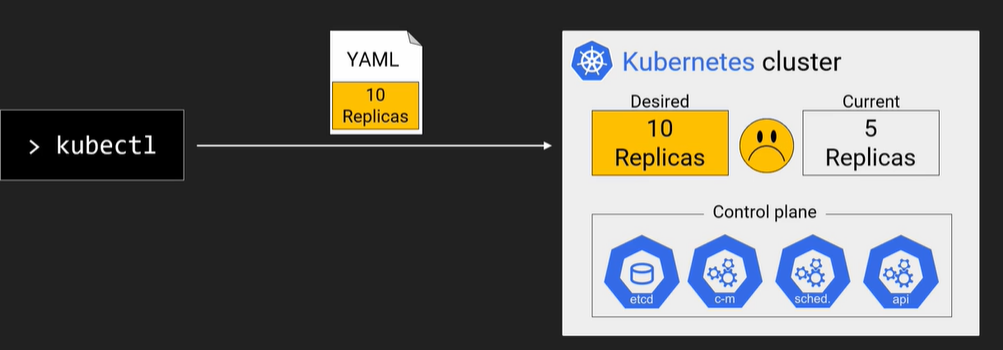 > kubectl
YAML
10
Replicas
Kubernetes cluster
Desired
10
Replicas
Current
5
Replicas
Control plane
etcd
c-m
sched.
api